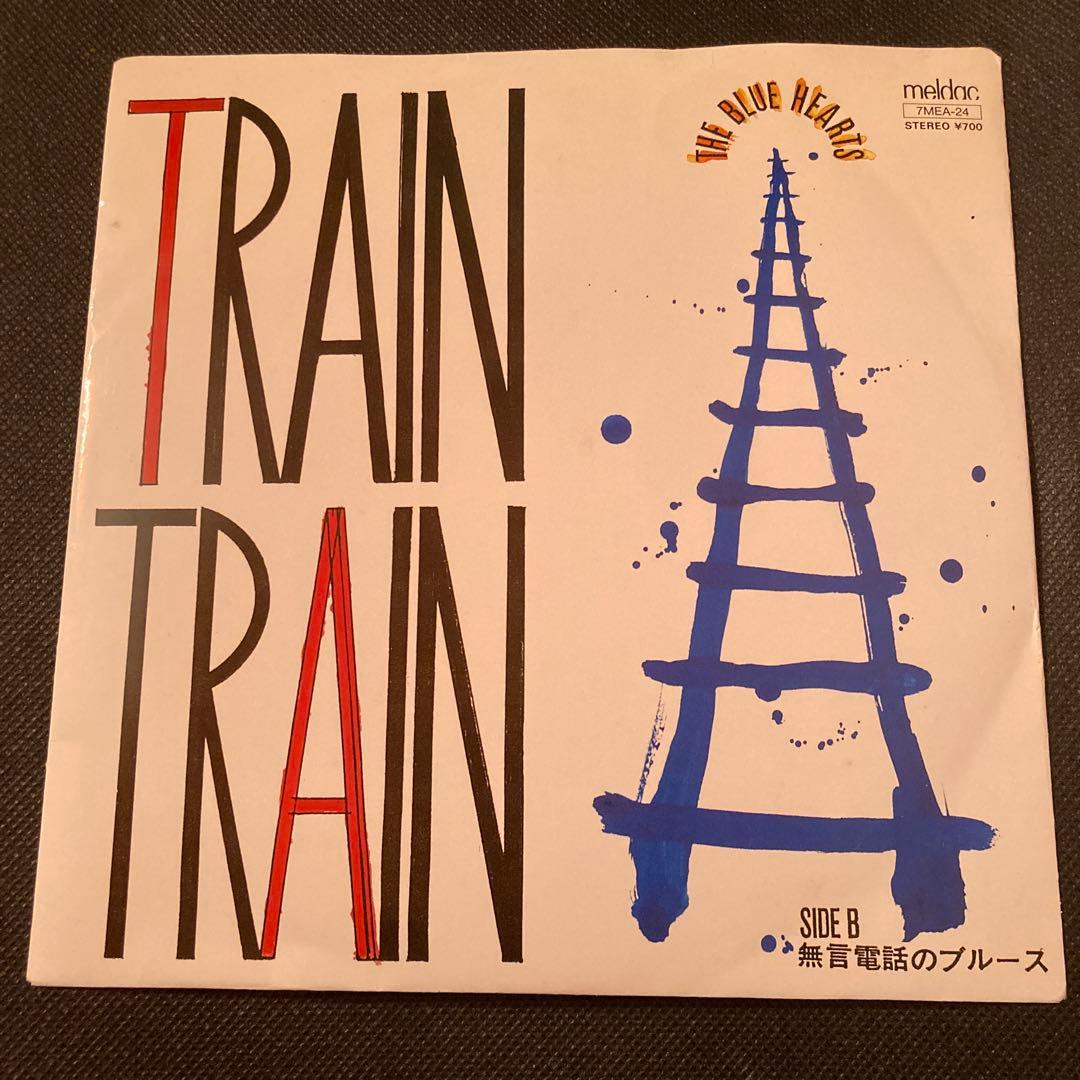 TRAIN
TRAIN
THE BLUE HEARTS
meldac
7MEA-24
STEREO ¥700
SIDE B
無言電話のブルース